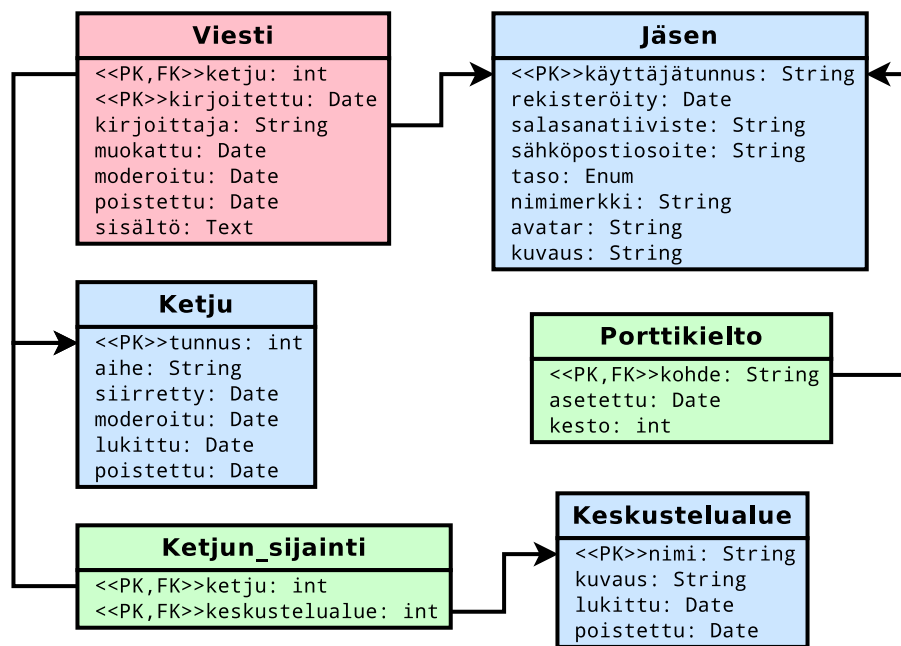 Viesti
<<PK,FK>>ketju: int
<<PK>>kirjoitettu: Date
kirjoittaja: String
muokattu: Date
moderoitu: Date
poistettu: Date
sisältö: Text
Jäsen
<<PK>>käyttäjätunnus: String
rekisteröity: Date
salasanatiiviste: String
sähköpostiosoite: String
taso: Enum
nimimerkki: String
avatar: String
kuvaus: String
Ketju
<<PK>>tunnus: int
aihe: String
siirretty: Date
moderoitu: Date
lukittu: Date
poistettu: Date
Porttikielto
<<PK,FK>>kohde: String
asetettu: Date
kesto: int
Ketjun_sijainti
<<PK,FK>>ketju: int
<<PK,FK>>keskustelualue: int
Keskustelualue
<<PK>>nimi: String
kuvaus: String
lukittu: Date
poistettu: Date